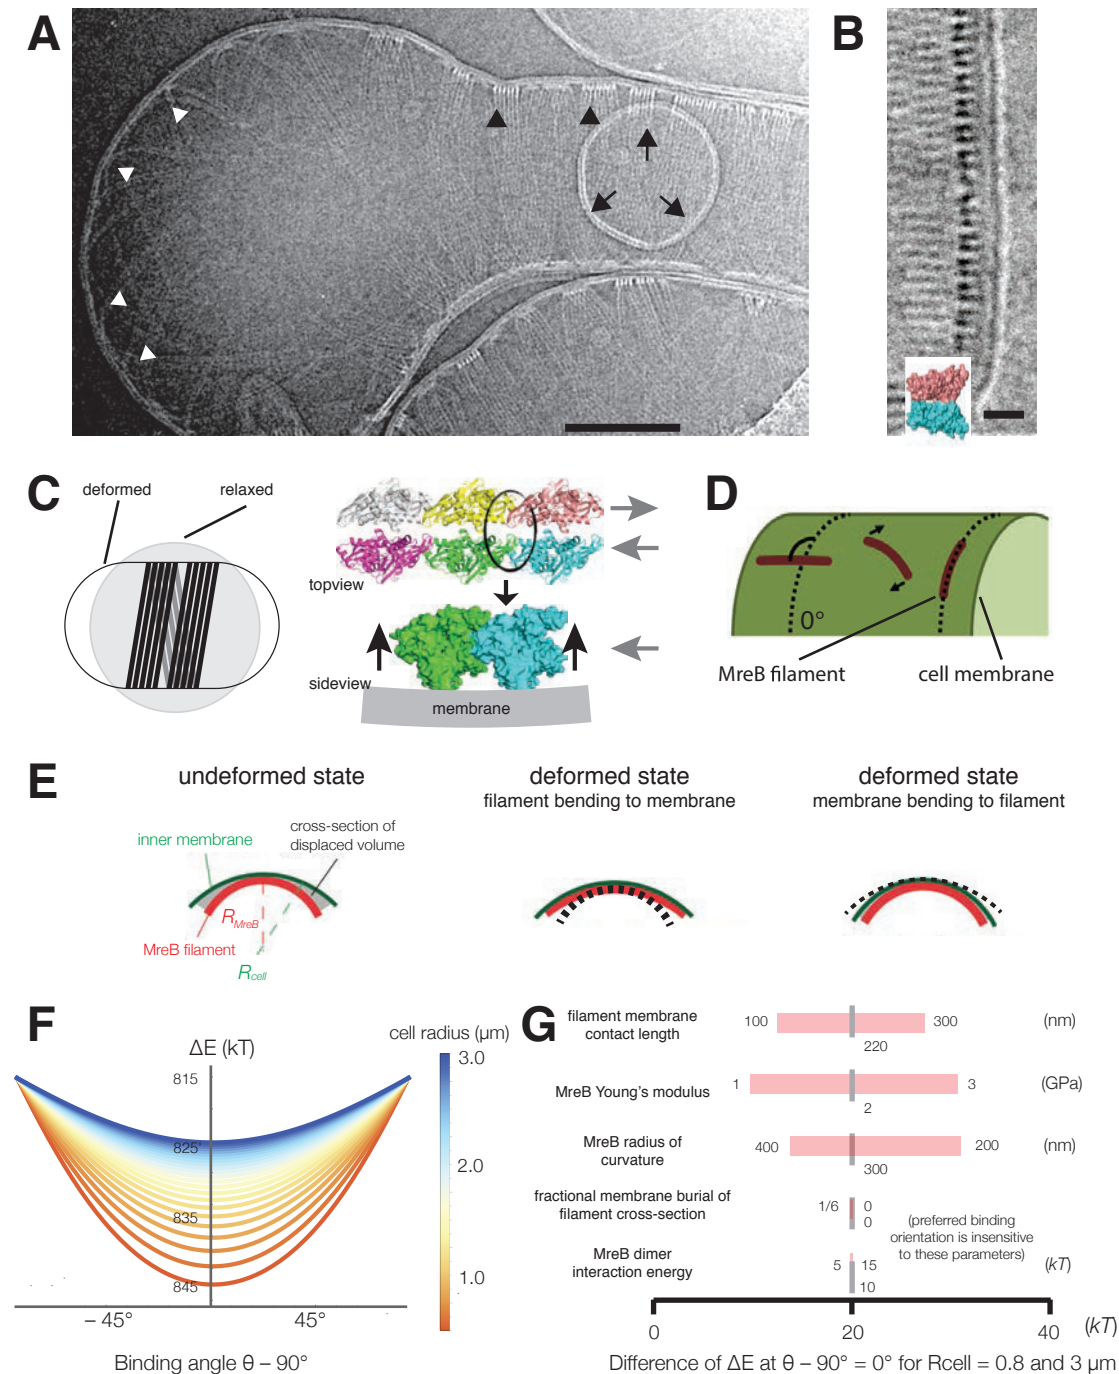 A
B
C
deformed
relaxed
topview
sideview
membrane
D
0°
MreB filament
cell membrane
E
undeformed state
deformed state
filament bending to membrane
deformed state
membrane bending to filament
inner membrane
cross-section of
displaced volume
R_MreB
MreB filament
R_cell
F
ΔE (kT)
cell radius (µm)
815
825
835
845
3.0
2.0
1.0
– 45°
45°
Binding angle θ – 90°
G
filament membrane
contact length
100
300
220
(nm)
MreB Young's modulus
1
3
2
(GPa)
MreB radius of
curvature
400
200
300
(nm)
fractional membrane burial of
filament cross-section
1/6
0
0
(preferred binding
orientation is insensitive
to these parameters)
MreB dimer
interaction energy
5
15
10
(kT)
0
20
40
(kT)
Difference of ΔE at θ – 90° = 0° for Rcell = 0.8 and 3 µm